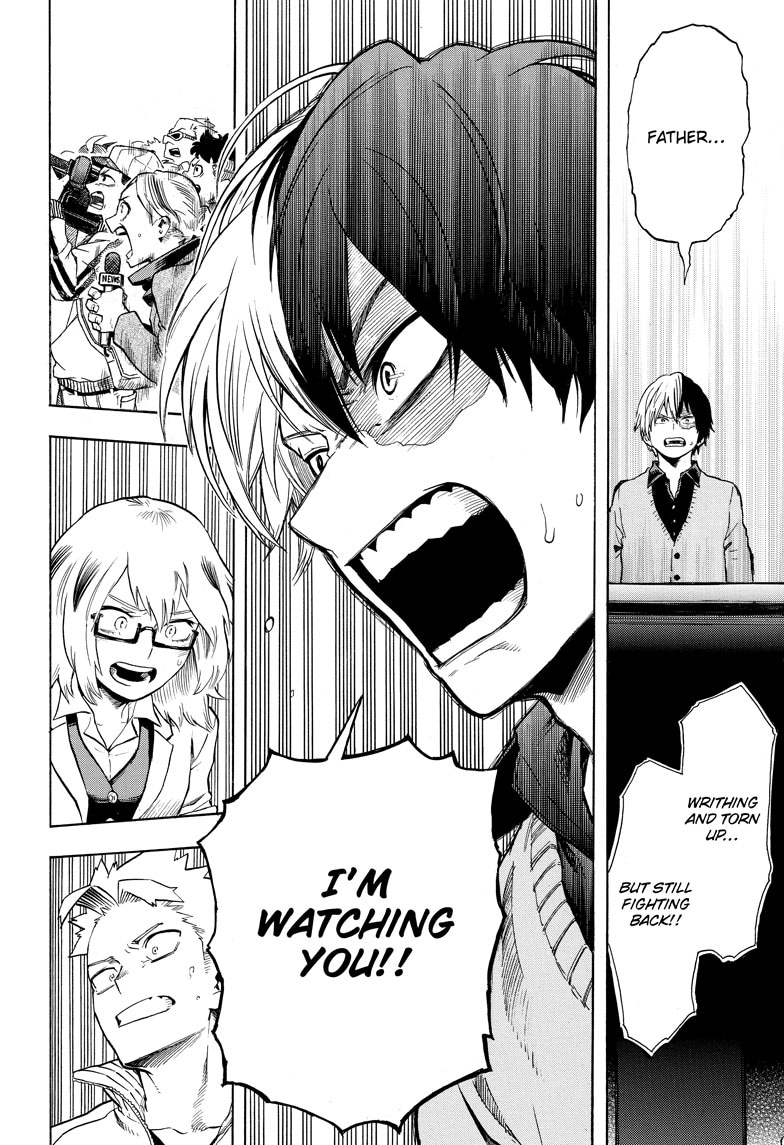 FATHER...
WRITHING
AND TORN
UP...
BUT STILL
FIGHTING
BACK!!
I'M
WATCHING
YOU!!
NEWS